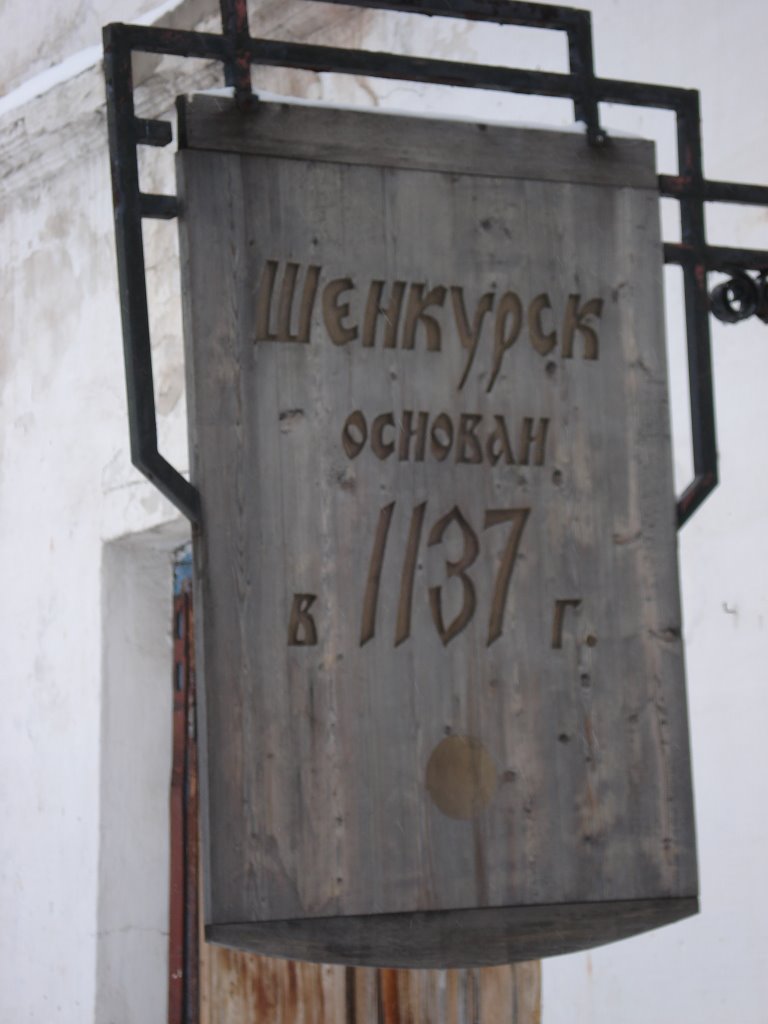 Шенкурск
основан
в 1137 г.